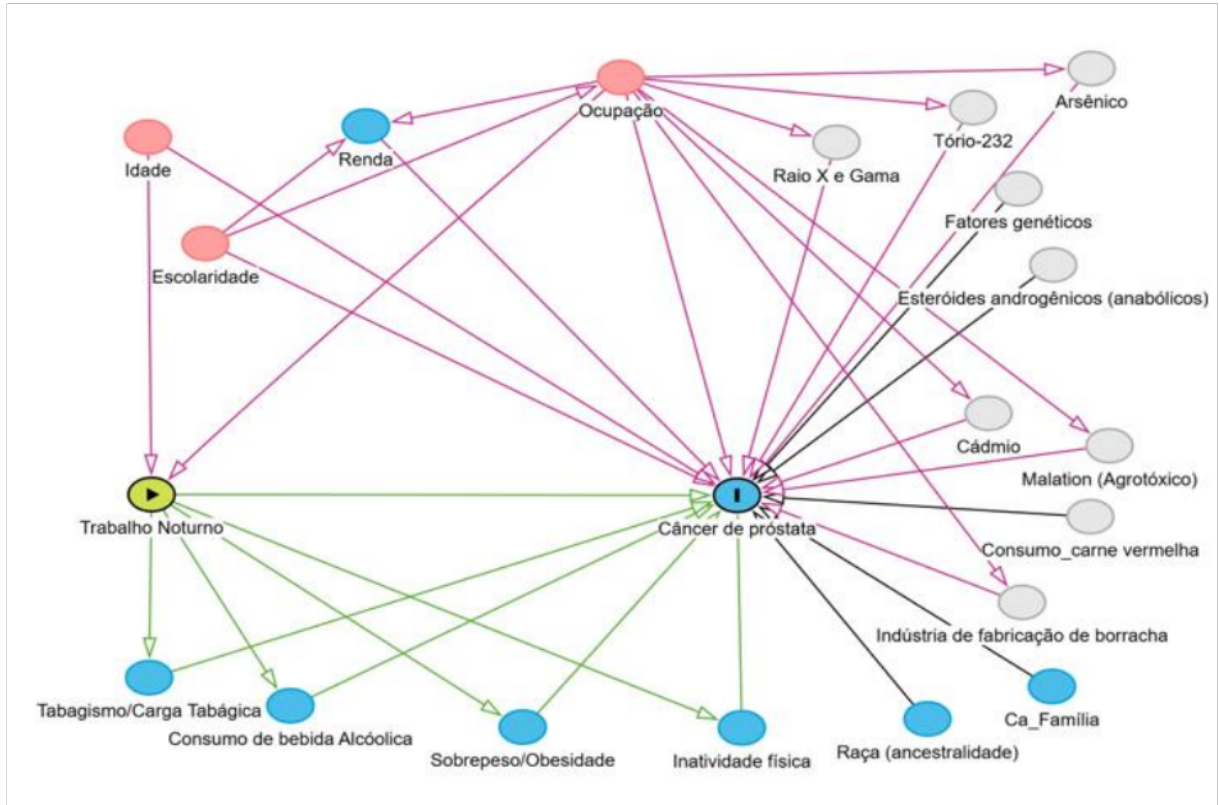 Ocupação
Arsênico
Tório-232
Renda
Idade
Raio X e Gama
Fatores genéticos
Escolaridade
Esteróides androgênicos (anabólicos)
Cádmio
Malation (Agrotóxico)
Trabalho Noturno
Câncer de próstata
Consumo_carne vermelha
Indústria de fabricação de borracha
Tabagismo/Carga Tabágica
Consumo de bebida Alcóolica
Sobrepeso/Obesidade
Inatividade física
Raça (ancestralidade)
Ca_Família